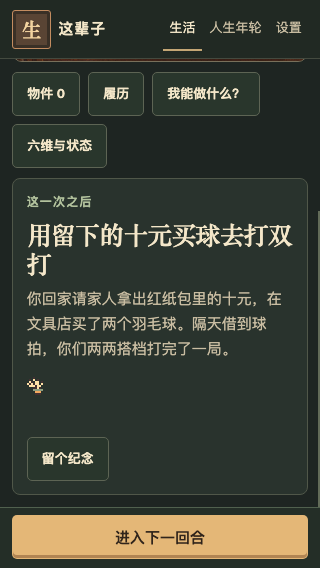 生 这辈子 生活 人生年轮 设置
物件 0 履历 我能做什么？
六维与状态
这一次之后
用留下的十元买球去打双
打
你回家请家人拿出红纸包里的十元，在
文具店买了两个羽毛球。隔天借到球
拍，你们两两搭档打完了一局。
留个纪念
进入下一回合